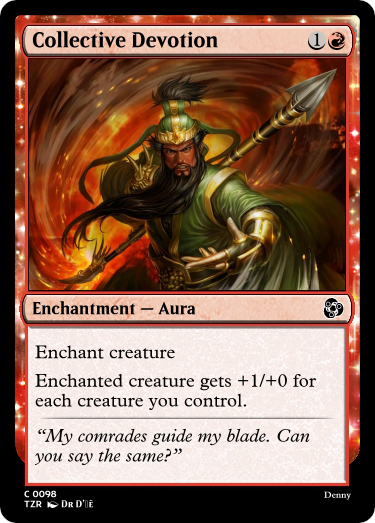 Collective Devotion 1
Enchantment — Aura
Enchant creature
Enchanted creature gets +1/+0 for
each creature you control.
“My comrades guide my blade. Can
you say the same?”
C 0098
Denny
TZR DR D'